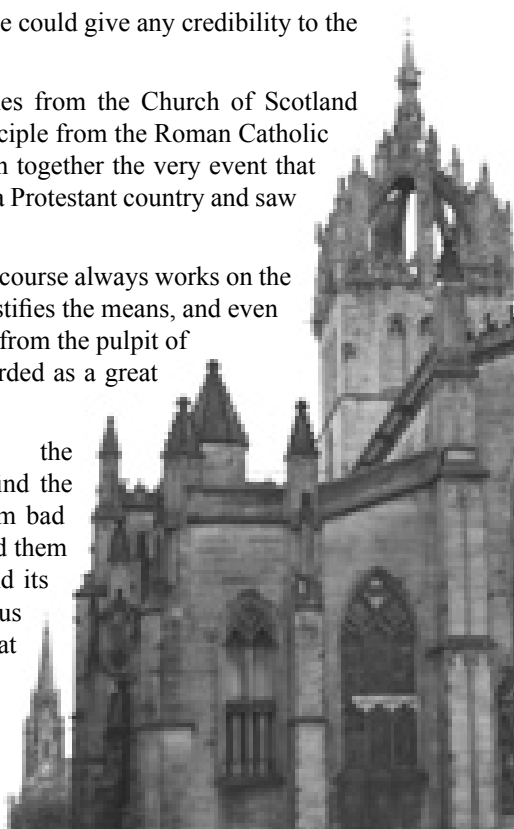 e could give any credibility to the
es from the Church of Scotland
ciple from the Roman Catholic
n together the very event that
a Protestant country and saw
course always works on the
stifies the means, and even
from the pulpit of
rded as a great
the
und the
m bad
d them
d its
us
at